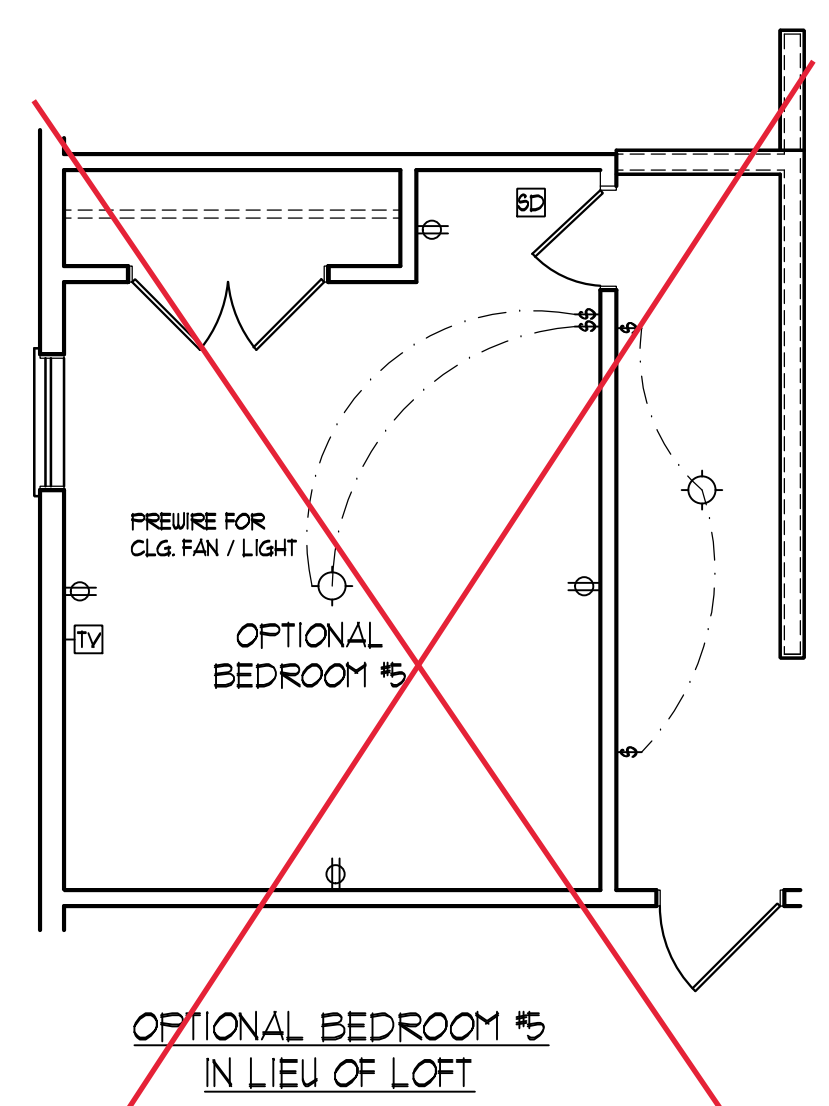 SD
$
$
$
PREWIRE FOR
CLG. FAN / LIGHT
TV
OPTIONAL
BEDROOM #5
$
OPTIONAL BEDROOM #5
IN LIEU OF LOFT